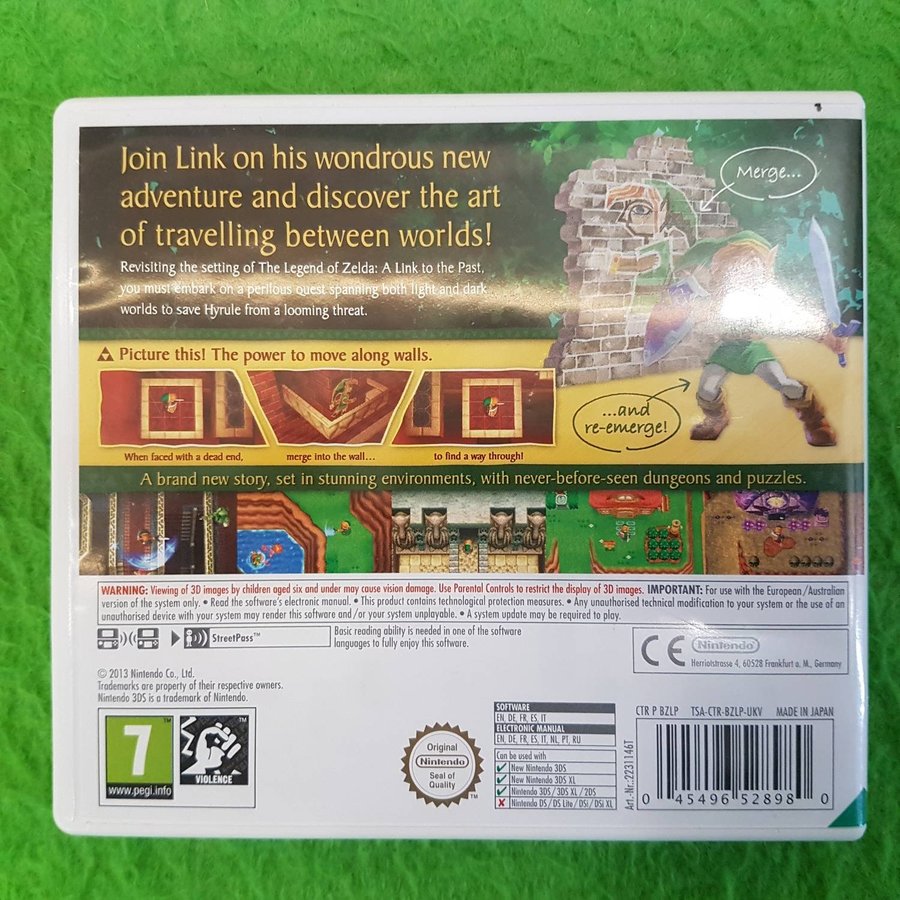 Join Link on his wondrous new
adventure and discover the art
of travelling between worlds!
Revisiting the setting of The Legend of Zelda: A Link to the Past,
you must embark on a perilous quest spanning both light and dark
worlds to save Hyrule from a looming threat.
Merge...
Picture this! The power to move along walls.
...and
re-emerge!
When faced with a dead end,
merge into the wall...
to find a way through!
A brand new story, set in stunning environments, with never-before-seen dungeons and puzzles.
WARNING: Viewing of 3D images by children aged six and under may cause vision damage. Use Parental Controls to restrict the display of 3D images. IMPORTANT: For use with the European/Australian
version of the system only. • Read the software's electronic manual. • This product contains technological protection measures. • Any unauthorised technical modification to your system or the use of an
unauthorised device with your system may render this software and/or your system unplayable. • A system update may be required to play.
StreetPass™
Basic reading ability is needed in one of the software
languages to fully enjoy this software.
CE
Nintendo®
Herriotstrasse 4, 60528 Frankfurt a. M., Germany
© 2013 Nintendo Co., Ltd.
Trademarks are property of their respective owners.
Nintendo 3DS is a trademark of Nintendo.
7
www.pegi.info
VIOLENCE
Original
Nintendo
Seal of
Quality
TM
SOFTWARE
EN, DE, FR, ES, IT
ELECTRONIC MANUAL
EN, DE, FR, ES, IT, NL, PT, RU
Can be used with
New Nintendo 3DS
New Nintendo 3DS XL
Nintendo 3DS / 3DS XL / 2DS
Nintendo DS / DS Lite / DSi / DSi XL
Art.-Nr.: 2231146T
CTR P BZLP TSA-CTR-BZLP-UKV MADE IN JAPAN
0 45496 52898 0